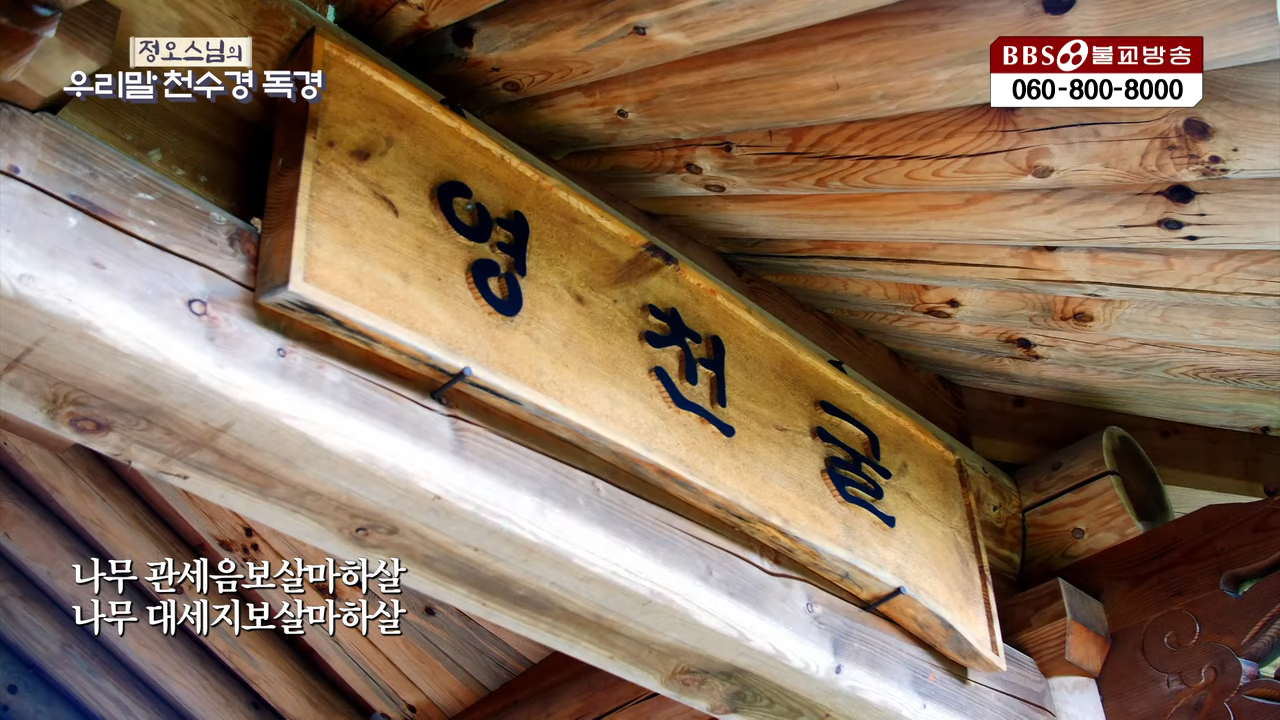 정오스님의
우리말 천수경 독경
BBS 불교방송
060-800-8000
영천굴
나무 관세음보살마하살
나무 대세지보살마하살